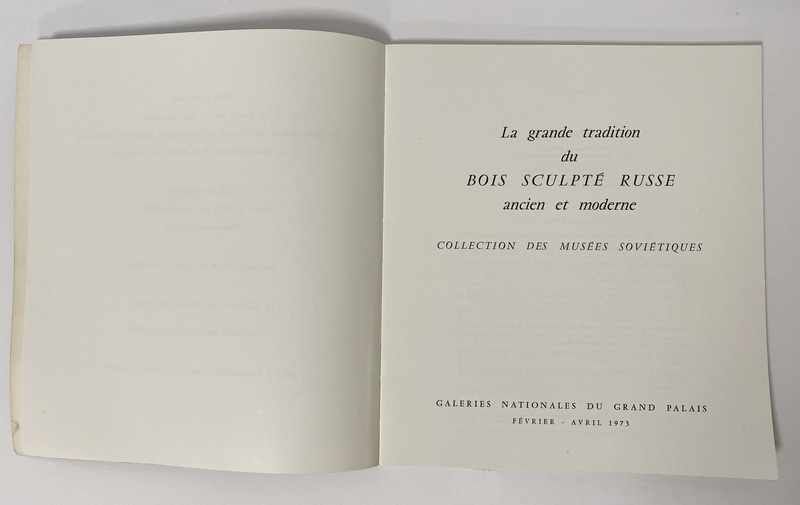 La grande tradition
du
BOIS SCULPTÉ RUSSE
ancien et moderne
COLLECTION DES MUSÉES SOVIÉTIQUES
GALERIES NATIONALES DU GRAND PALAIS
FÉVRIER - AVRIL 1973